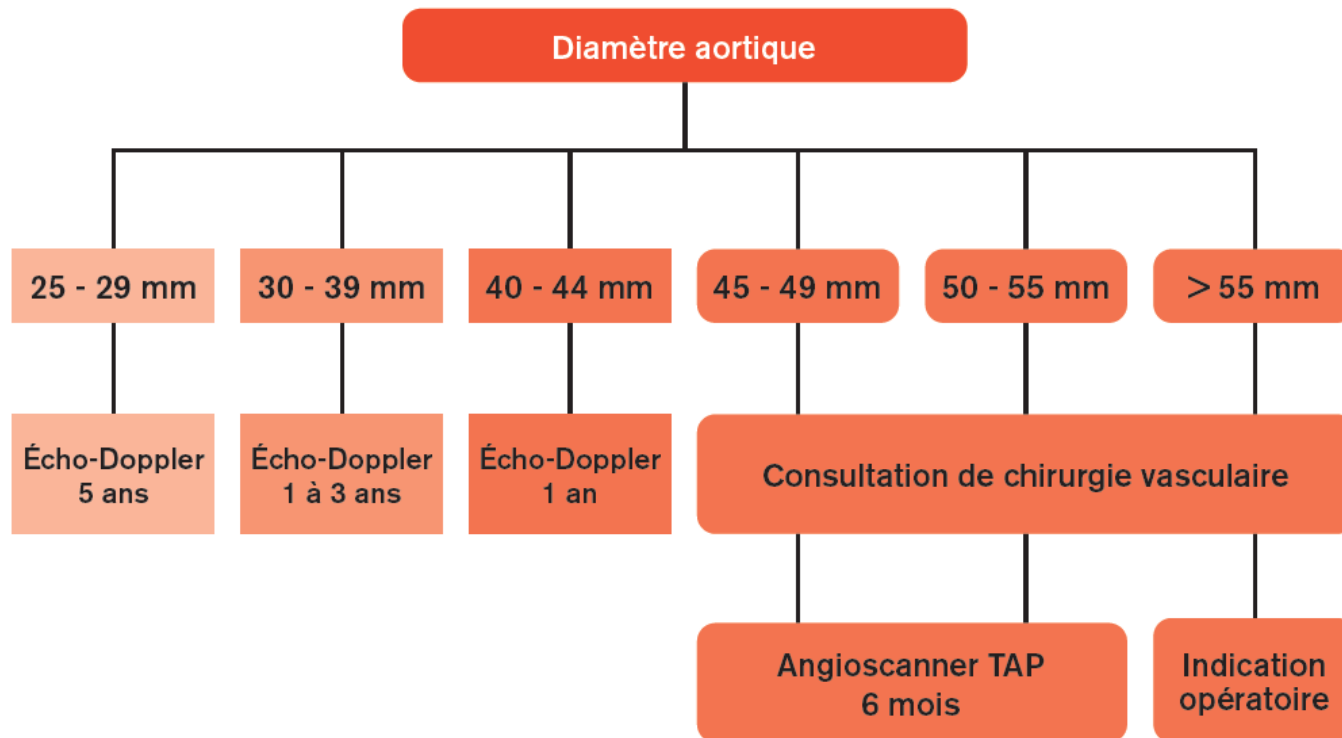 Diamètre aortique
25 - 29 mm
30 - 39 mm
40 - 44 mm
45 - 49 mm
50 - 55 mm
> 55 mm
Écho-Doppler
5 ans
Écho-Doppler
1 à 3 ans
Écho-Doppler
1 an
Consultation de chirurgie vasculaire
Angioscanner TAP
6 mois
Indication
opératoire